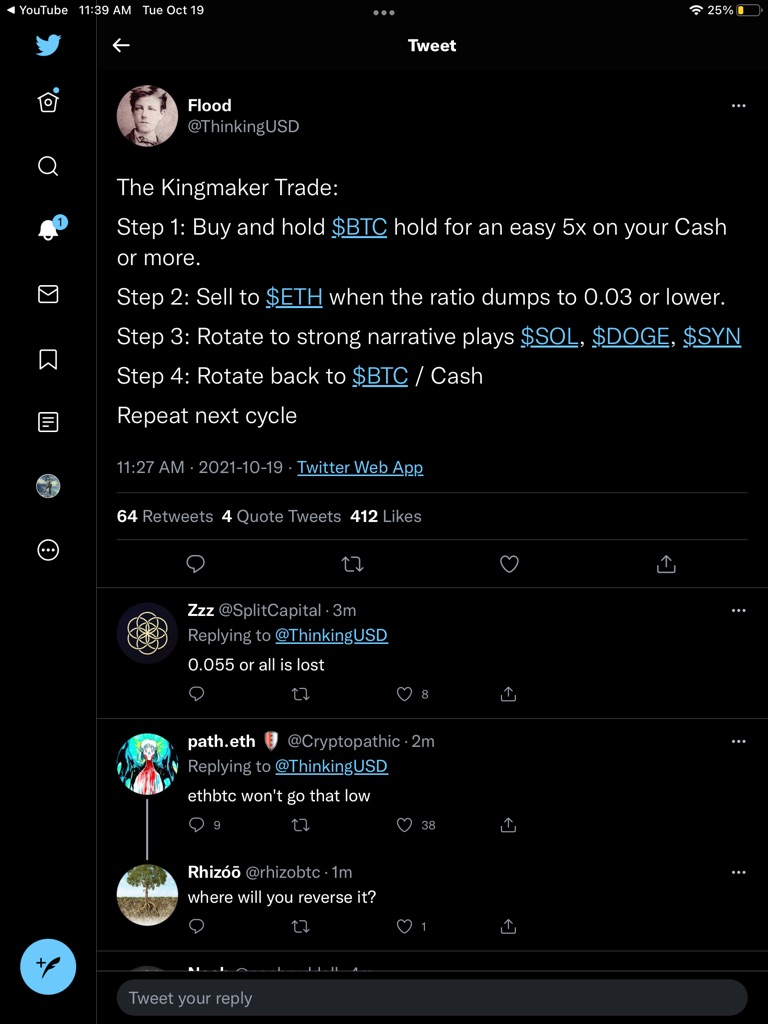 YouTube 11:39 AM Tue Oct 19 25%
Tweet
Flood
@ThinkingUSD
The Kingmaker Trade:
Step 1: Buy and hold $BTC hold for an easy 5x on your Cash
or more.
Step 2: Sell to $ETH when the ratio dumps to 0.03 or lower.
Step 3: Rotate to strong narrative plays $SOL, $DOGE, $SYN
Step 4: Rotate back to $BTC / Cash
Repeat next cycle
11:27 AM · 2021-10-19 · Twitter Web App
64 Retweets 4 Quote Tweets 412 Likes
1
Zzz @SplitCapital · 3m
Replying to @ThinkingUSD
0.055 or all is lost
8
path.eth @Cryptopathic · 2m
Replying to @ThinkingUSD
ethbtc won't go that low
9 38
Rhizóō @rhizobtc · 1m
where will you reverse it?
1
Tweet your reply